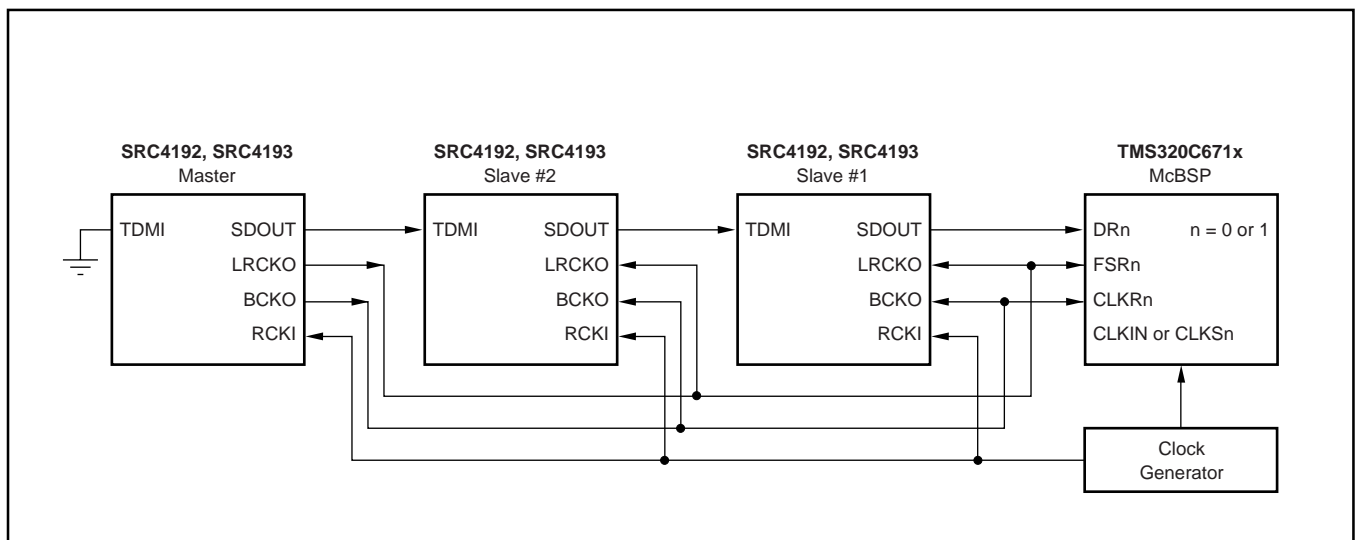 SRC4192, SRC4193
Master
TDMI
SDOUT
LRCKO
BCKO
RCKI
SRC4192, SRC4193
Slave #2
TDMI
SDOUT
LRCKO
BCKO
RCKI
SRC4192, SRC4193
Slave #1
TDMI
SDOUT
LRCKO
BCKO
RCKI
TMS320C671x
McBSP
DRn
n = 0 or 1
FSRn
CLKRn
CLKIN or CLKSn
Clock
Generator